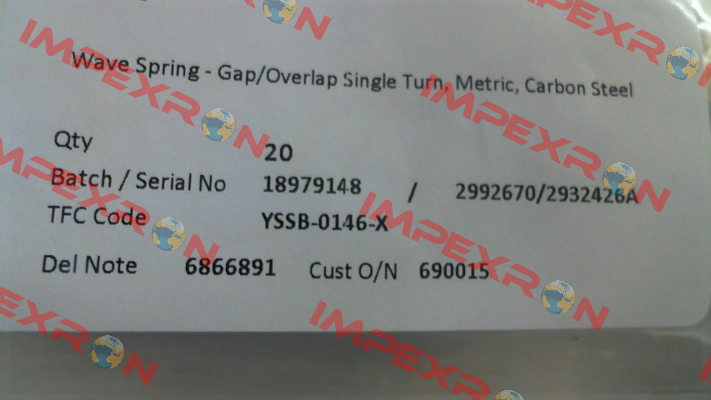 Wave Spring - Gap/Overlap Single Turn, Metric, Carbon Steel
Qty 20
Batch / Serial No 18979148 / 2992670/2932426A
TFC Code YSSB-0146-X
Del Note 6866891 Cust O/N 690015
IMPEXRON